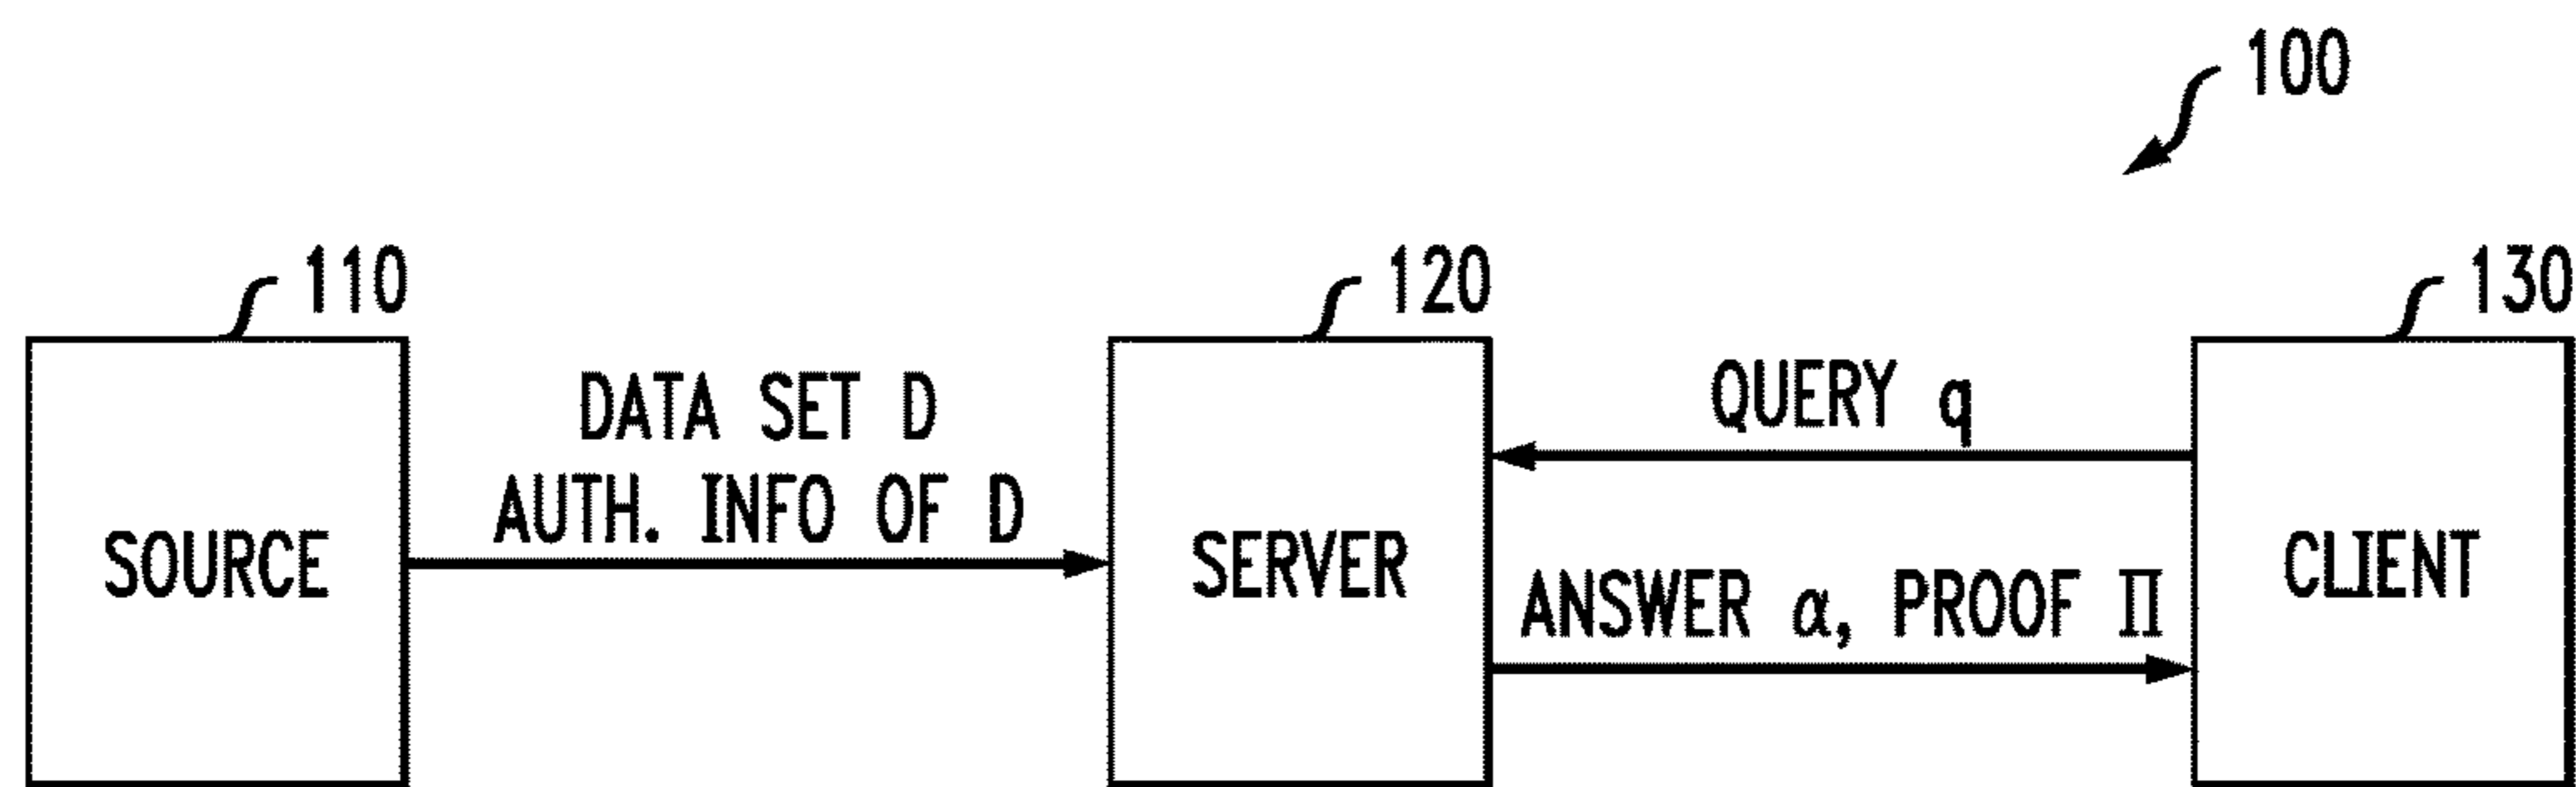 100
110
120
130
DATA SET D
AUTH. INFO OF D
QUERY q
SOURCE
SERVER
CLIENT
ANSWER α, PROOF Π